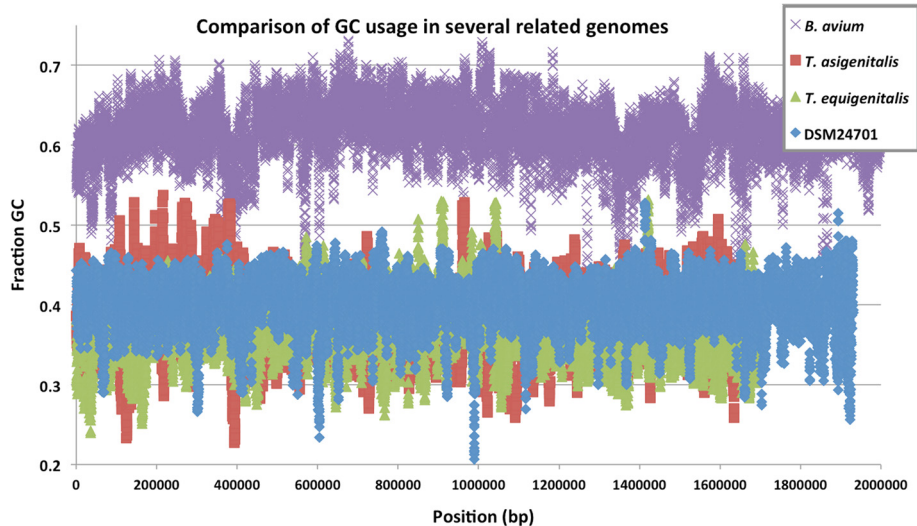 Comparison of GC usage in several related genomes
B. avium
T. asigenitalis
T. equigenitalis
DSM24701
Fraction GC
0.7
0.6
0.5
0.4
0.3
0.2
0 200000 400000 600000 800000 1000000 1200000 1400000 1600000 1800000 2000000
Position (bp)